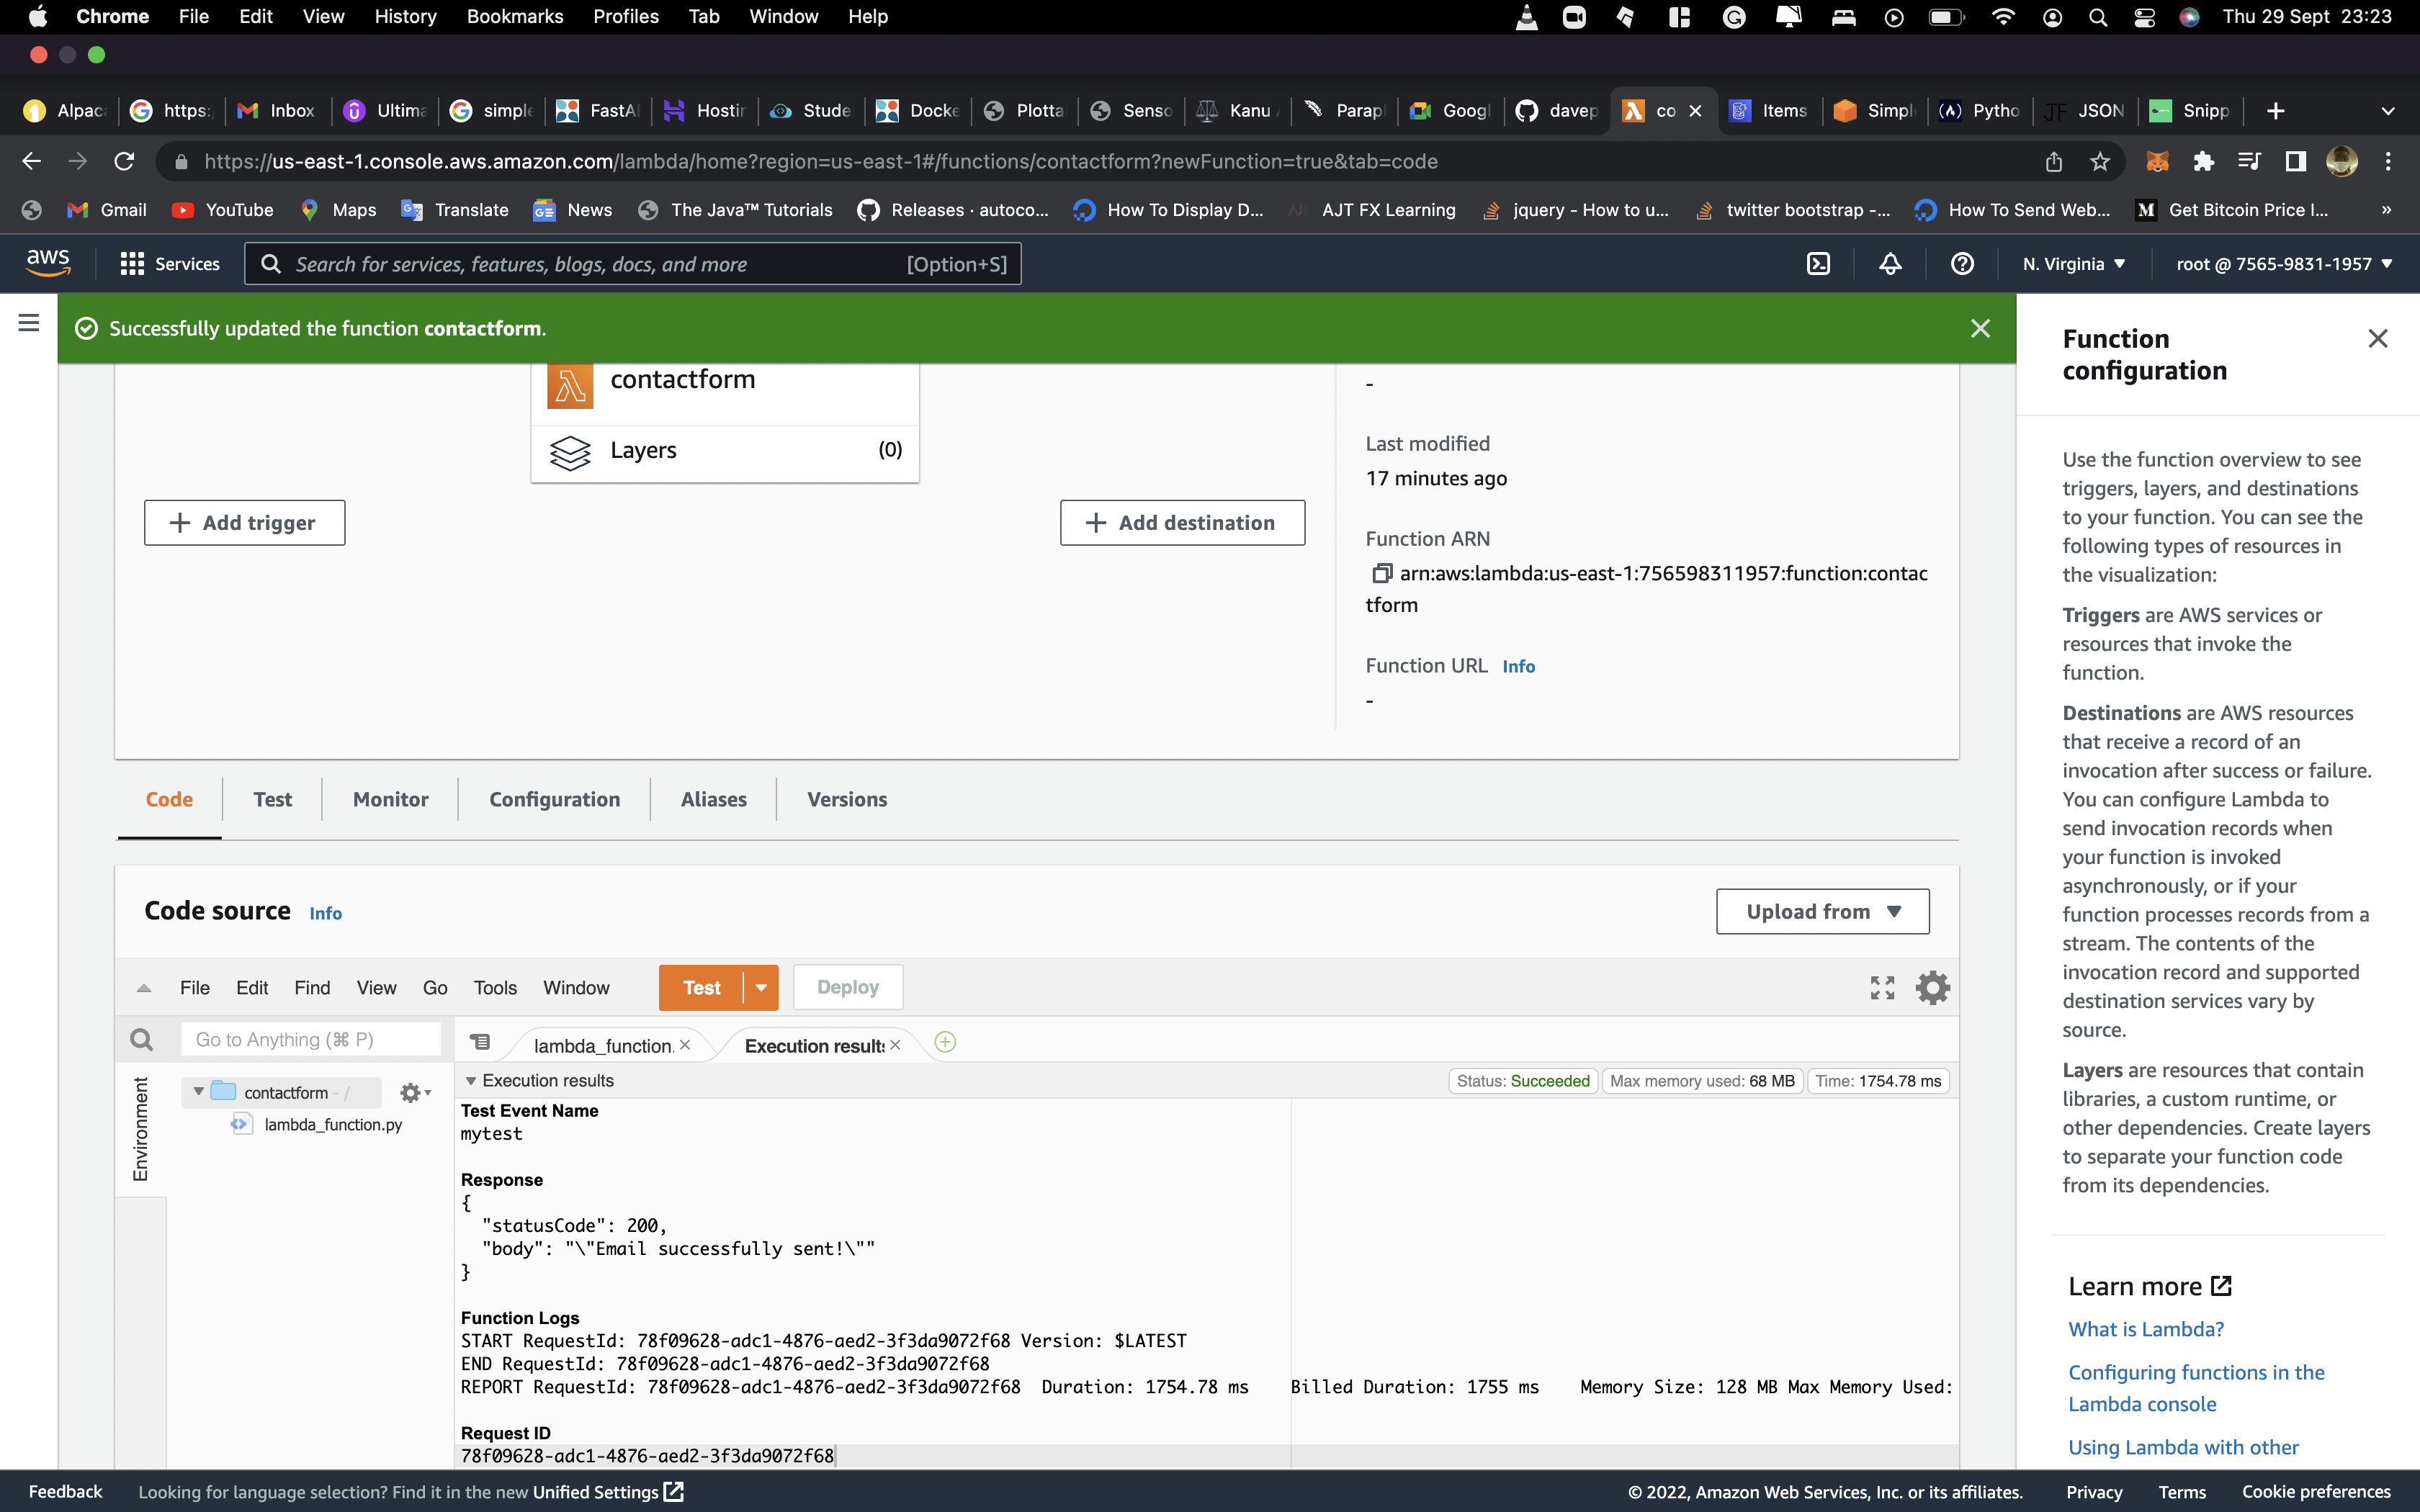 Chrome File Edit View History Bookmarks Profiles Tab Window Help Thu 29 Sept 23:23
Alpac https: Inbox Ultima simple FastAI Hostin Stude Docke Plotta Senso Kanu Parap Googl davep co Items Simpl Pytho JSON Snipp
https://us-east-1.console.aws.amazon.com/lambda/home?region=us-east-1#/functions/contactform?newFunction=true&tab=code
Gmail YouTube Maps Translate News The Java™ Tutorials Releases · autoco... How To Display D... AJT FX Learning jquery - How to u... twitter bootstrap -... How To Send Web... Get Bitcoin Price I... »
aws Services Search for services, features, blogs, docs, and more [Option+S] N. Virginia root @ 7565-9831-1957
Successfully updated the function contactform.
contactform
Layers (0)
Add trigger
Add destination
-
Last modified
17 minutes ago
Function ARN
arn:aws:lambda:us-east-1:756598311957:function:contac
tform
Function URL Info
-
Code Test Monitor Configuration Aliases Versions
Code source Info
Upload from
File Edit Find View Go Tools Window Test Deploy
Go to Anything (⌘ P)
lambda_function. Execution results
Environment
contactform - /
lambda_function.py
Execution results
Status: Succeeded Max memory used: 68 MB Time: 1754.78 ms
Test Event Name
mytest
Response
{
"statusCode": 200,
"body": "\"Email successfully sent!\""
}
Function Logs
START RequestId: 78f09628-adc1-4876-aed2-3f3da9072f68 Version: $LATEST
END RequestId: 78f09628-adc1-4876-aed2-3f3da9072f68
REPORT RequestId: 78f09628-adc1-4876-aed2-3f3da9072f68 Duration: 1754.78 ms Billed Duration: 1755 ms Memory Size: 128 MB Max Memory Used:
Request ID
78f09628-adc1-4876-aed2-3f3da9072f68
Function
configuration
Use the function overview to see
triggers, layers, and destinations
to your function. You can see the
following types of resources in
the visualization:
Triggers are AWS services or
resources that invoke the
function.
Destinations are AWS resources
that receive a record of an
invocation after success or failure.
You can configure Lambda to
send invocation records when
your function is invoked
asynchronously, or if your
function processes records from a
stream. The contents of the
invocation record and supported
destination services vary by
source.
Layers are resources that contain
libraries, a custom runtime, or
other dependencies. Create layers
to separate your function code
from its dependencies.
Learn more
What is Lambda?
Configuring functions in the
Lambda console
Using Lambda with other
Feedback Looking for language selection? Find it in the new Unified Settings © 2022, Amazon Web Services, Inc. or its affiliates. Privacy Terms Cookie preferences